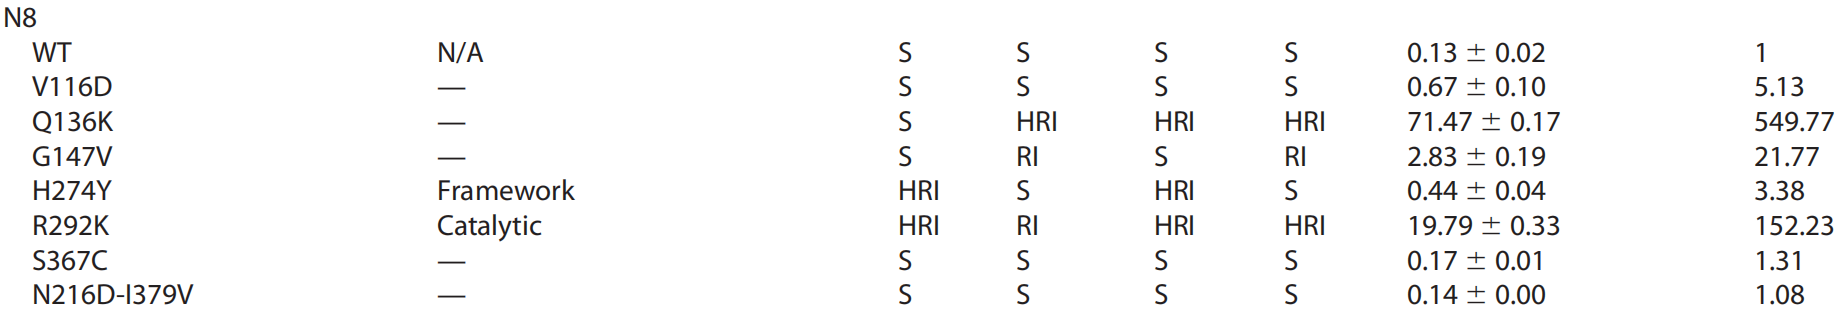 N8
WT N/A S S S S 0.13 ± 0.02 1
V116D — S S S S 0.67 ± 0.10 5.13
Q136K — S HRI HRI HRI 71.47 ± 0.17 549.77
G147V — S RI S RI 2.83 ± 0.19 21.77
H274Y Framework HRI S HRI S 0.44 ± 0.04 3.38
R292K Catalytic HRI RI HRI HRI 19.79 ± 0.33 152.23
S367C — S S S S 0.17 ± 0.01 1.31
N216D-I379V — S S S S 0.14 ± 0.00 1.08